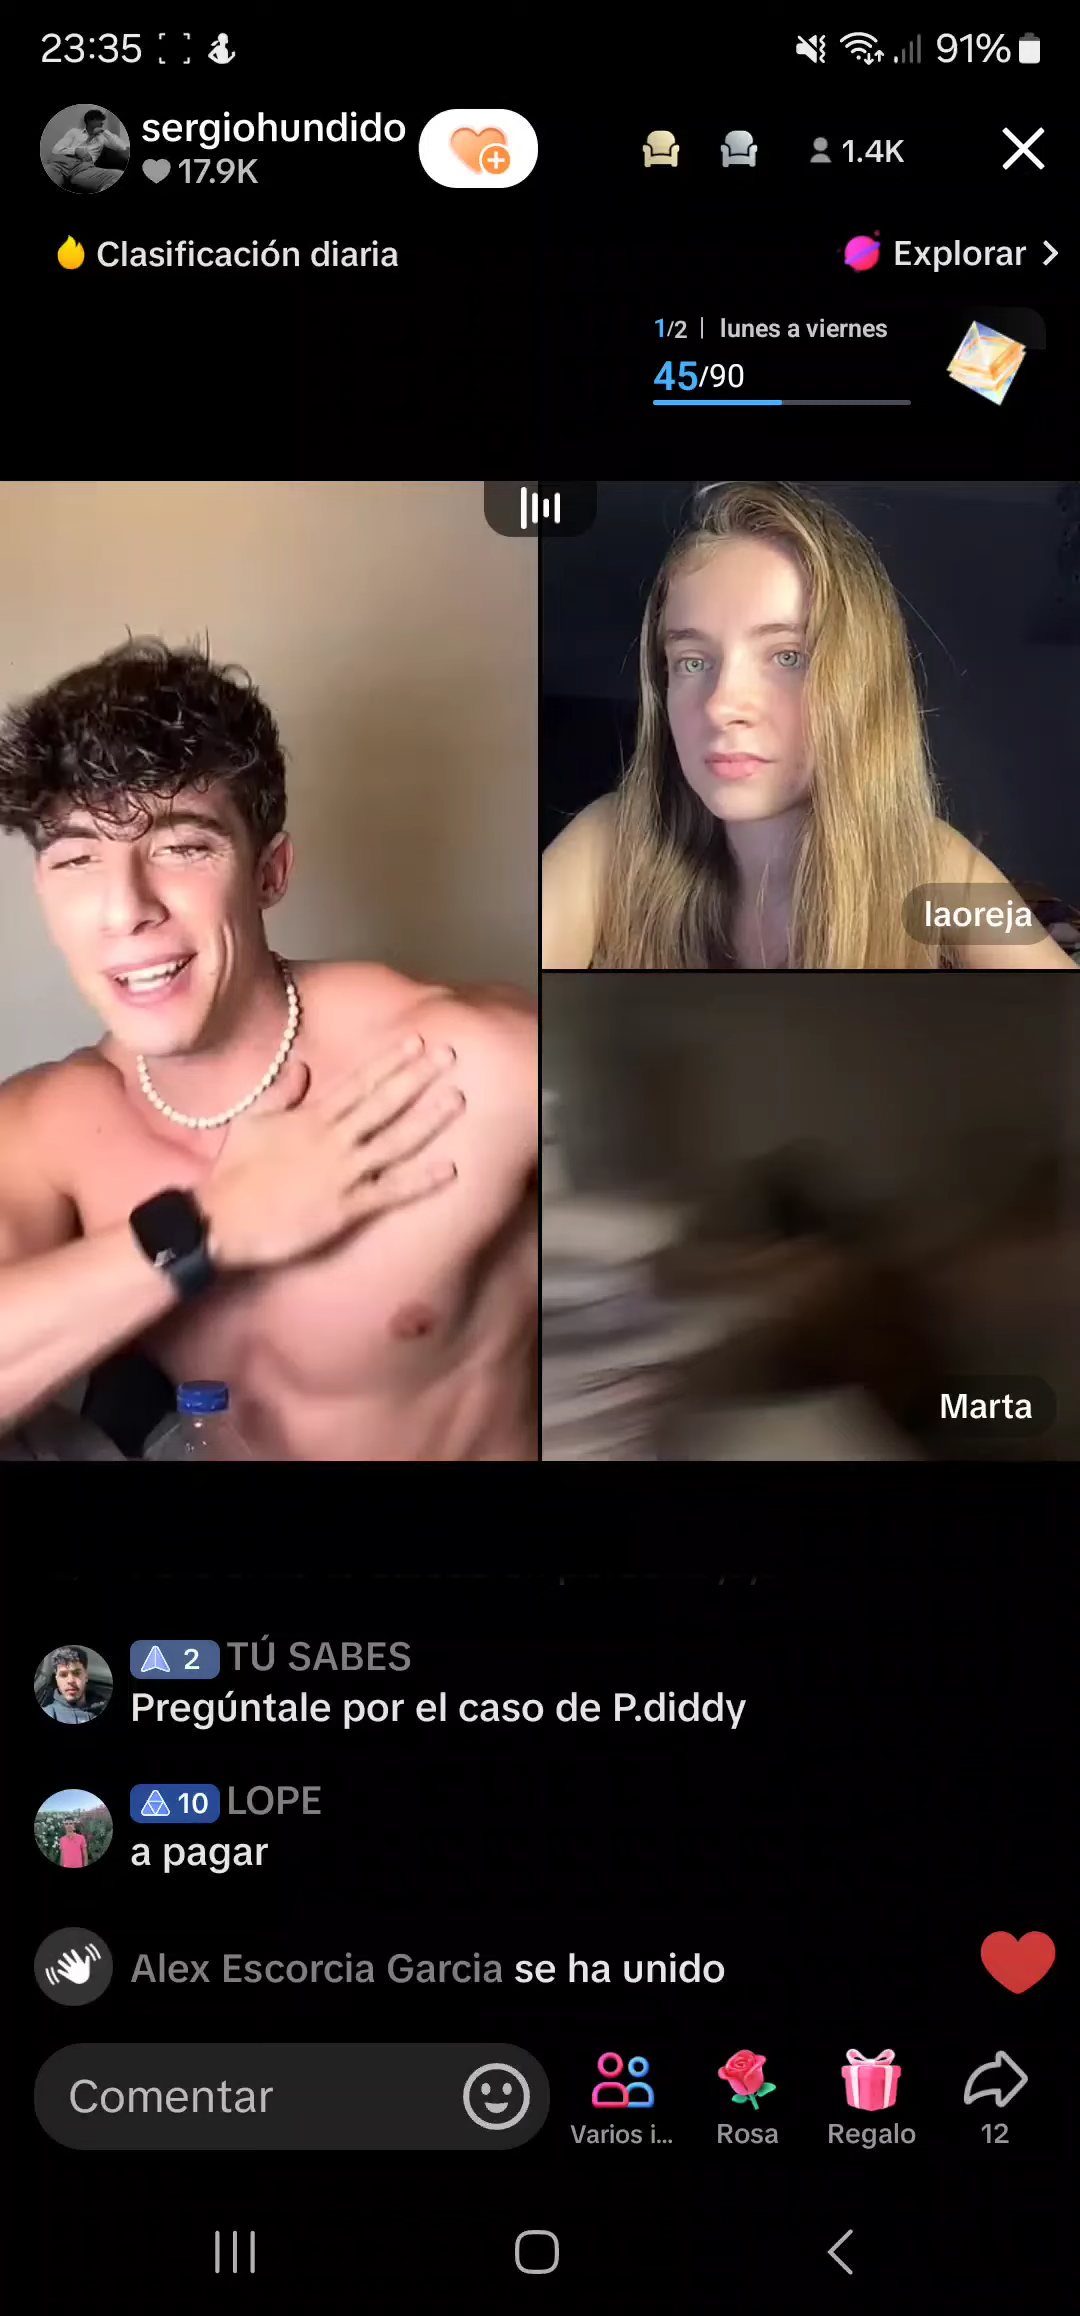 23:35
91%
sergiohundido
17.9K
1.4K
Clasificación diaria
Explorar
1/2 | lunes a viernes
45/90
laoreja
Marta
2 TÚ SABES
Pregúntale por el caso de P.diddy
10 LOPE
a pagar
Alex Escorcia Garcia se ha unido
Comentar
Varios i...
Rosa
Regalo
12